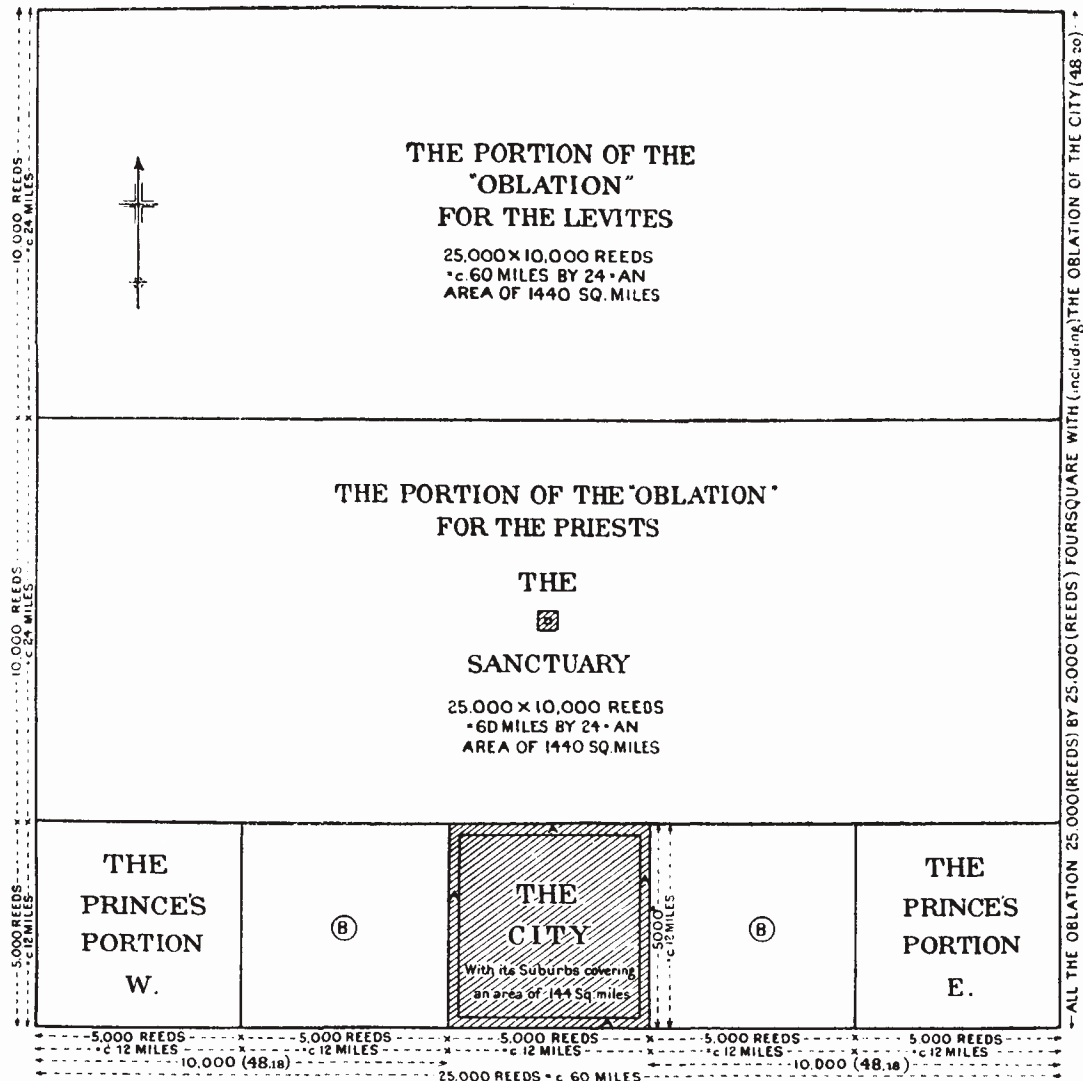 THE PORTION OF THE
"OBLATION"
FOR THE LEVITES
25,000 × 10,000 REEDS
=c.60 MILES BY 24=AN
AREA OF 1440 SQ. MILES
10,000 REEDS
=c 24 MILES
THE PORTION OF THE "OBLATION"
FOR THE PRIESTS
THE
SANCTUARY
25.000 × 10,000 REEDS
=60 MILES BY 24=AN
AREA OF 1440 SQ. MILES
10,000 REEDS
=c 24 MILES
THE
PRINCE'S
PORTION
W.
B
THE
CITY
With its Suburbs covering
an area of 144 Sq. miles
5000
=c 12 MILES
B
THE
PRINCE'S
PORTION
E.
5,000 REEDS
=c 12 MILES
5,000 REEDS
5,000 REEDS
5,000 REEDS
5,000 REEDS
5,000 REEDS
=c 12 MILES
=c 12 MILES
c 12 MILES
=c 12 MILES
=c 12 MILES
10,000 (48.18)
10,000 (48.18)
25,000 REEDS = c 60 MILES
ALL THE OBLATION 25.000 (REEDS) BY 25.000 (REEDS) FOURSQUARE WITH (including) THE OBLATION OF THE CITY (48.20)